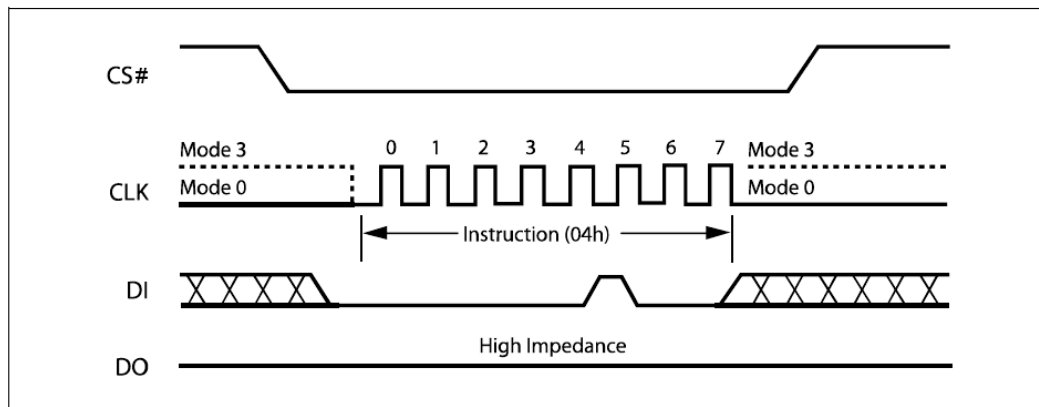 CS#
Mode 3
0 1 2 3 4 5 6 7
Mode 3
CLK
Mode 0
Mode 0
Instruction (04h)
DI
High Impedance
DO